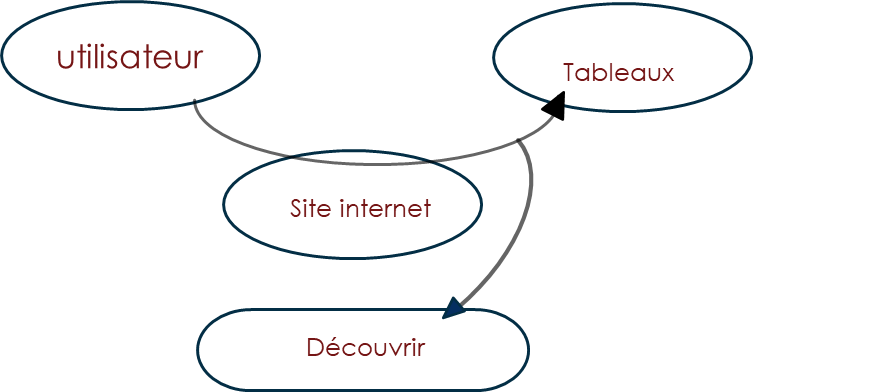 utilisateur
Tableaux
Site internet
Découvrir